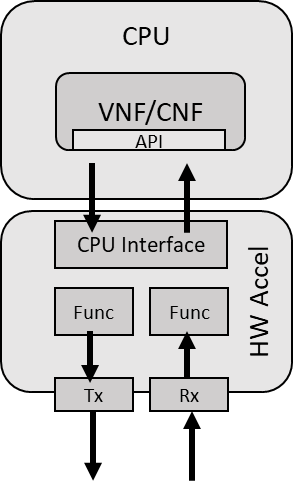 CPU
VNF/CNF
API
CPU Interface
HW Accel
Func
Func
Tx
Rx